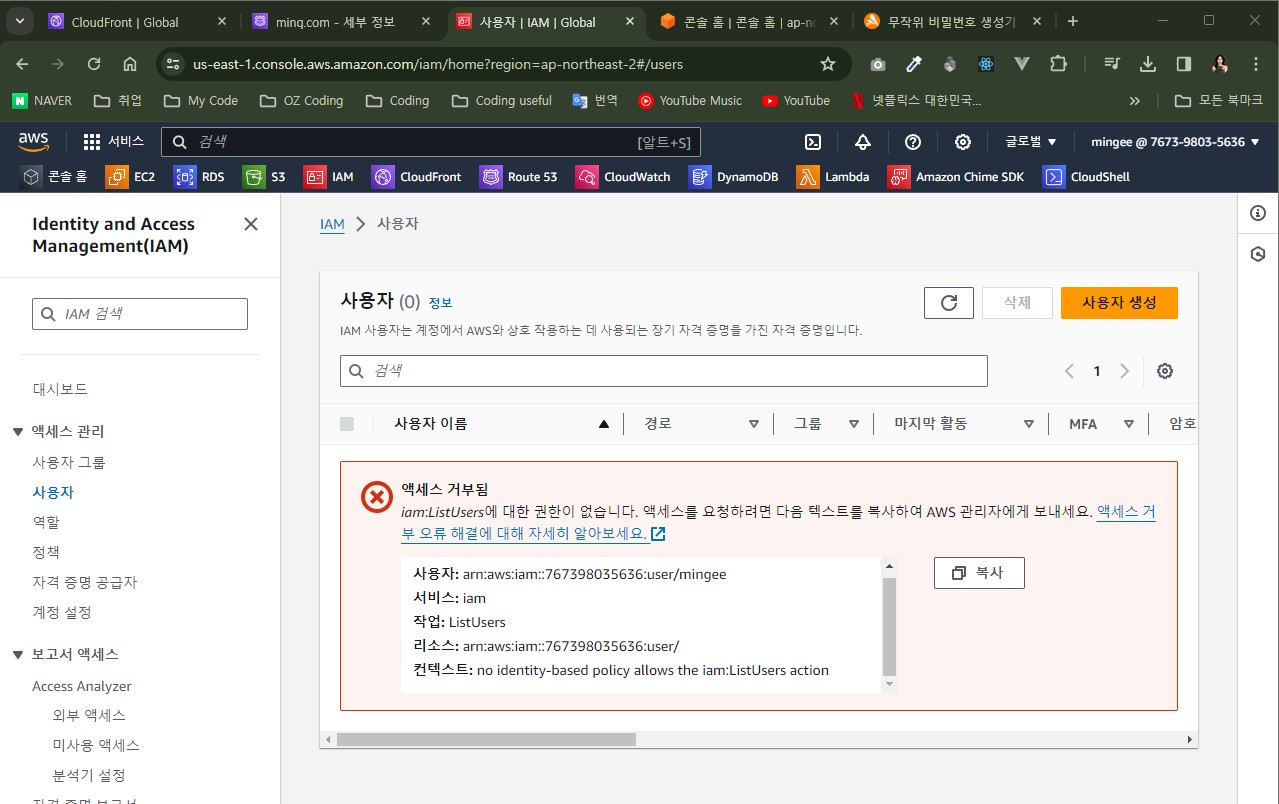 CloudFront | Global
ming.com - 세부 정보
사용자 | IAM | Global
콘솔 홈 | 콘솔 홈 | ap-no
무작위 비밀번호 생성기
us-east-1.console.aws.amazon.com/iam/home?region=ap-northeast-2#/users
N NAVER
취업
My Code
OZ Coding
Coding
Coding useful
번역
YouTube Music
YouTube
넷플릭스 대한민국...
모든 북마크
aws
서비스
검색
[알트+S]
글로벌
mingee @ 7673-9803-5636
콘솔 홈
EC2
RDS
S3
IAM
CloudFront
Route 53
CloudWatch
DynamoDB
Lambda
Amazon Chime SDK
CloudShell
Identity and Access
Management(IAM)
IAM 검색
대시보드
액세스 관리
사용자 그룹
사용자
역할
정책
자격 증명 공급자
계정 설정
보고서 액세스
Access Analyzer
외부 액세스
미사용 액세스
분석기 설정
자격 증명 보고서
IAM > 사용자
사용자 (0) 정보
삭제
사용자 생성
IAM 사용자는 계정에서 AWS와 상호 작용하는 데 사용되는 장기 자격 증명을 가진 자격 증명입니다.
검색
1
사용자 이름
경로
그룹
마지막 활동
MFA
암호
액세스 거부됨
iam:ListUsers에 대한 권한이 없습니다. 액세스를 요청하려면 다음 텍스트를 복사하여 AWS 관리자에게 보내세요. 액세스 거
부 오류 해결에 대해 자세히 알아보세요.
사용자: arn:aws:iam::767398035636:user/mingee
서비스: iam
작업: ListUsers
리소스: arn:aws:iam::767398035636:user/
컨텍스트: no identity-based policy allows the iam:ListUsers action
복사